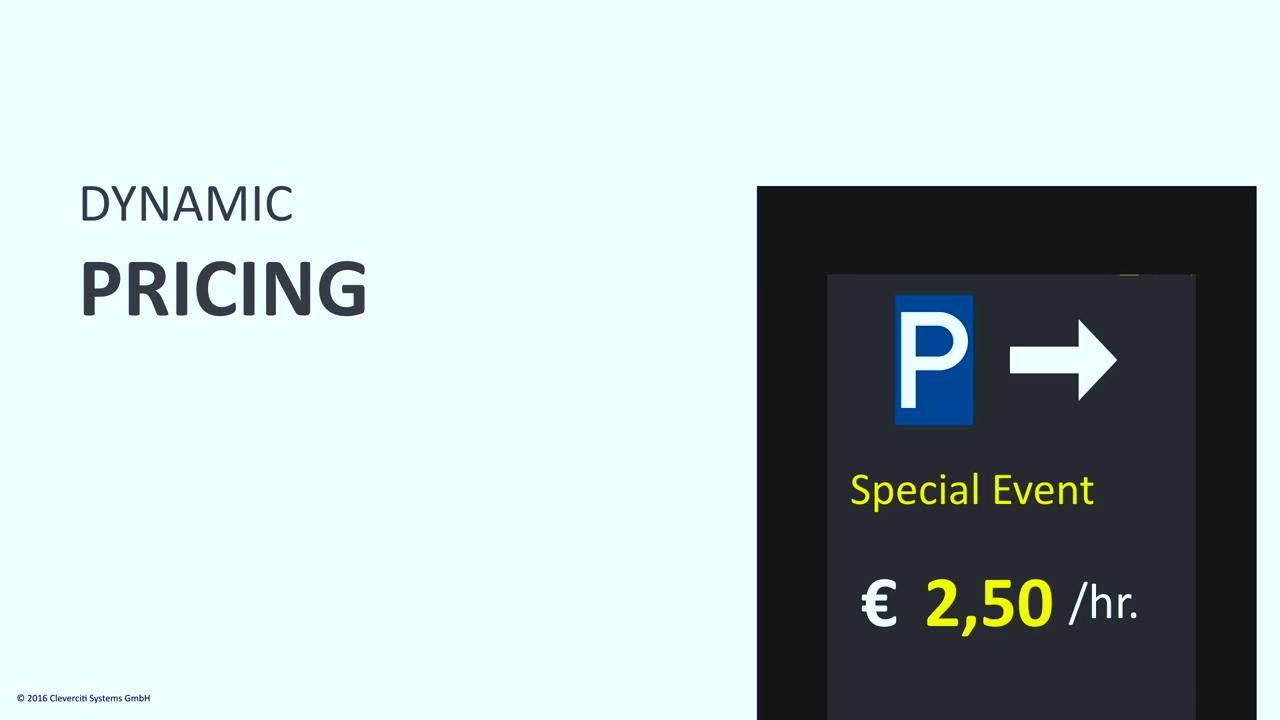 DYNAMIC
PRICING
P
Special Event
€ 2,50 /hr.
© 2016 Cleverciti Systems GmbH